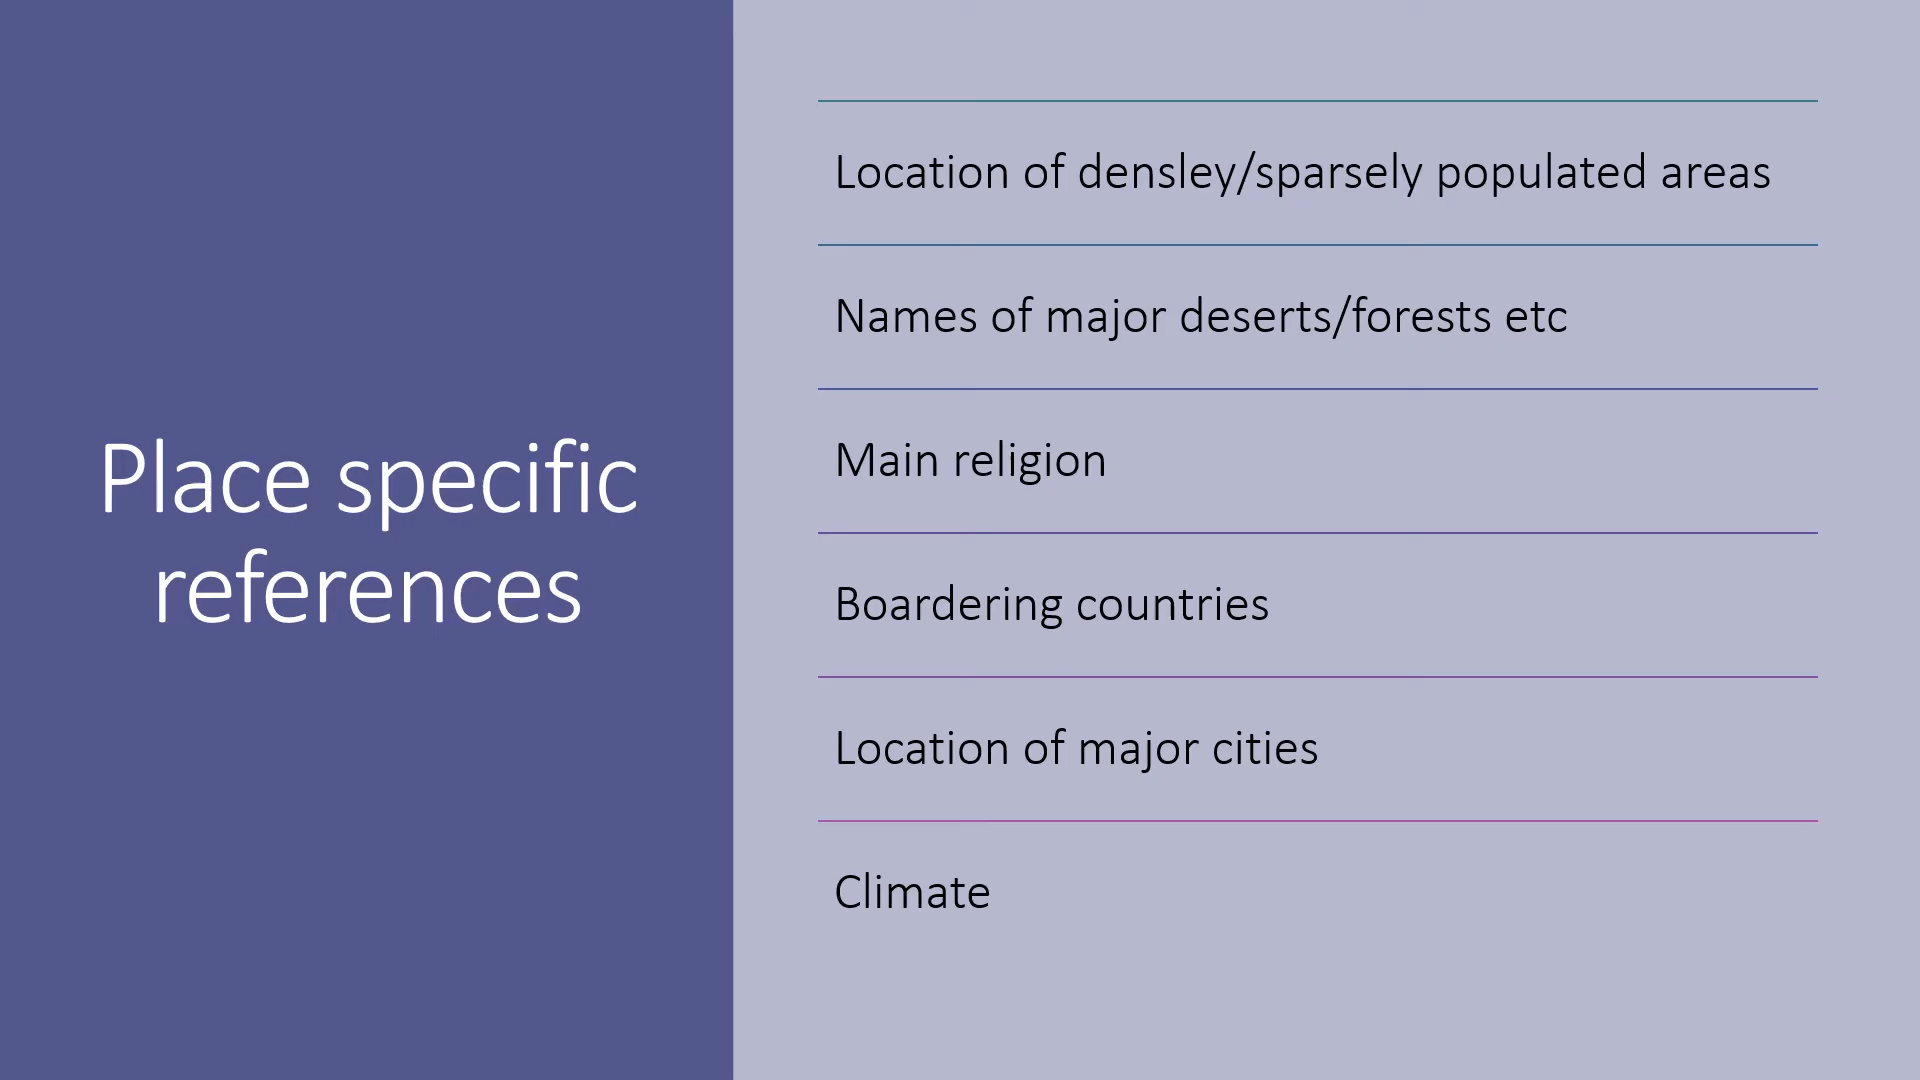 Place specific
references
Location of densley/sparsely populated areas
Names of major deserts/forests etc
Main religion
Boardering countries
Location of major cities
Climate